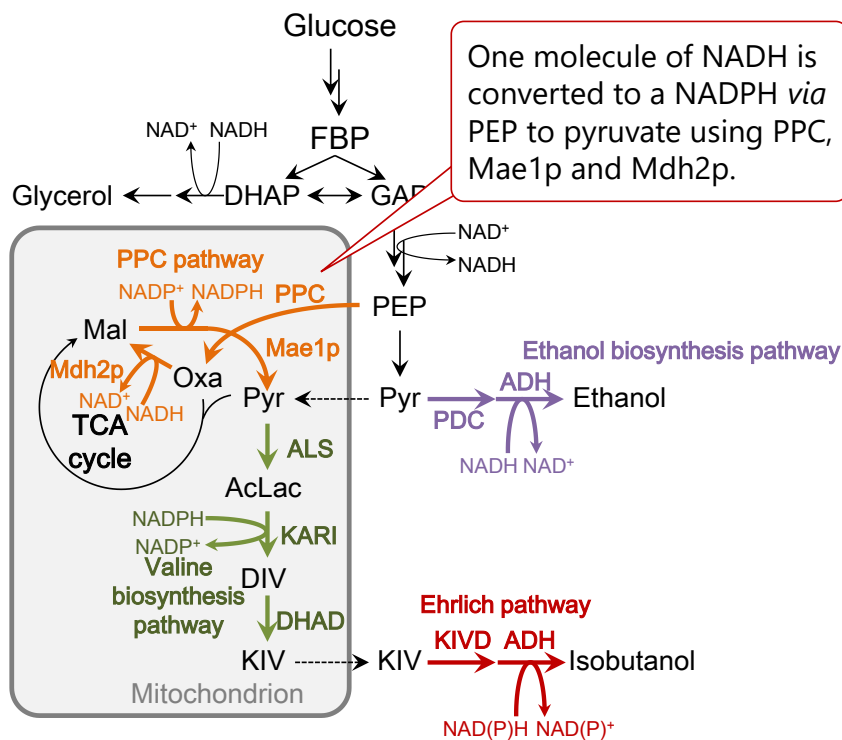 Glucose
One molecule of NADH is
converted to a NADPH via
PEP to pyruvate using PPC,
Mae1p and Mdh2p.
NAD+ NADH
FBP
Glycerol DHAP
NAD+
NADH
PPC pathway
NADP+ NADPH
PPC
PEP
Mal
Mae1p
Mdh2p
Oxa
NAD+
NADH
TCA
cycle
Pyr
Pyr
Ethanol biosynthesis pathway
ADH
PDC
Ethanol
NADH NAD+
ALS
AcLac
NADPH
NADP+
KARI
Valine
biosynthesis
pathway
DIV
DHAD
KIV
Mitochondrion
Ehrlich pathway
KIVD ADH
KIV
Isobutanol
NAD(P)H NAD(P)+